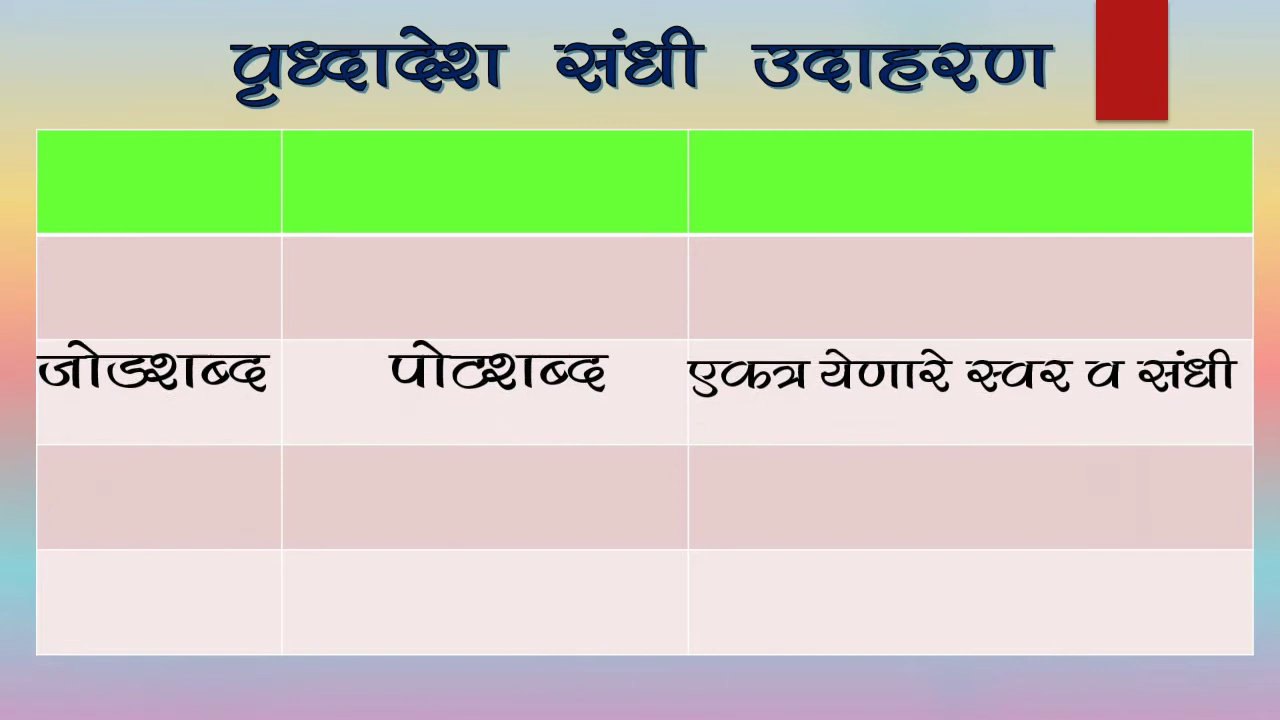 वृध्दादेश संधी उदाहरण
जोडशब्द पोटशब्द एकत्र येणारे स्वर व संधी